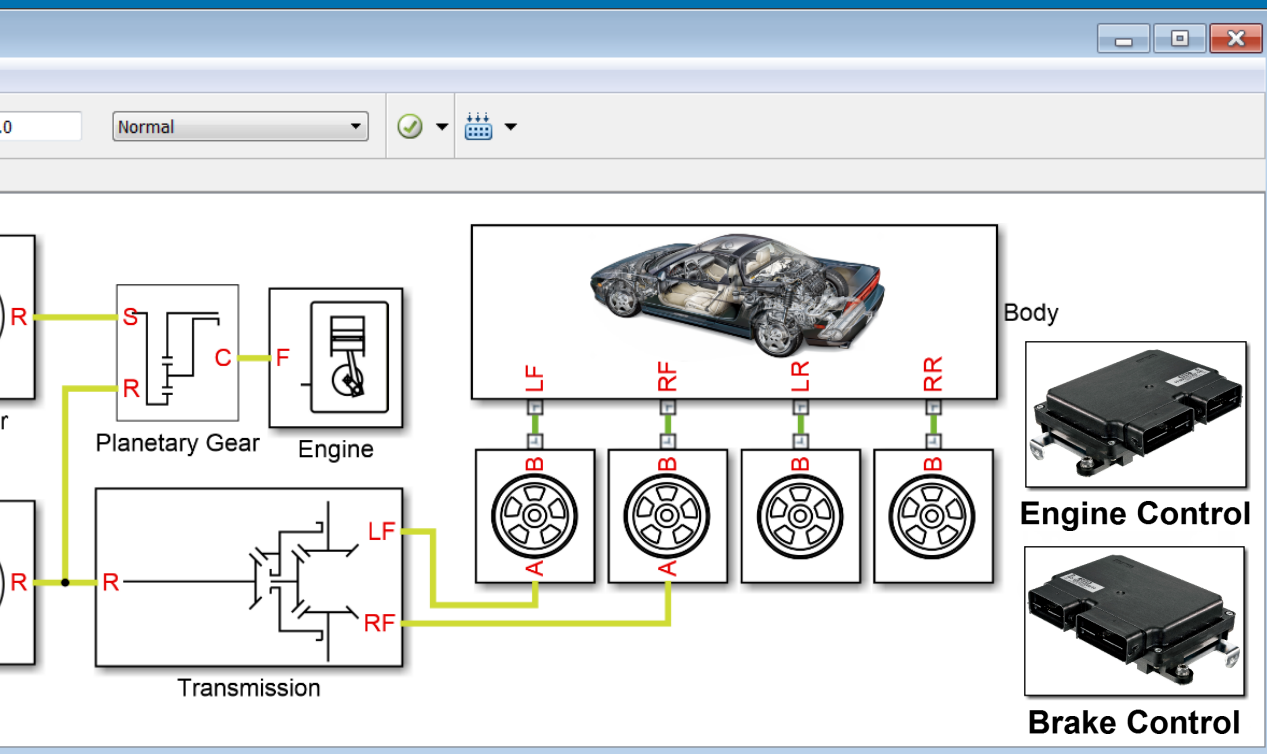 .0
Normal
R
S
R
C
F
r
Planetary Gear
Engine
LF
RF
LR
RR
Body
B
B
B
B
A
A
Engine Control
R
R
LF
RF
Transmission
Brake Control